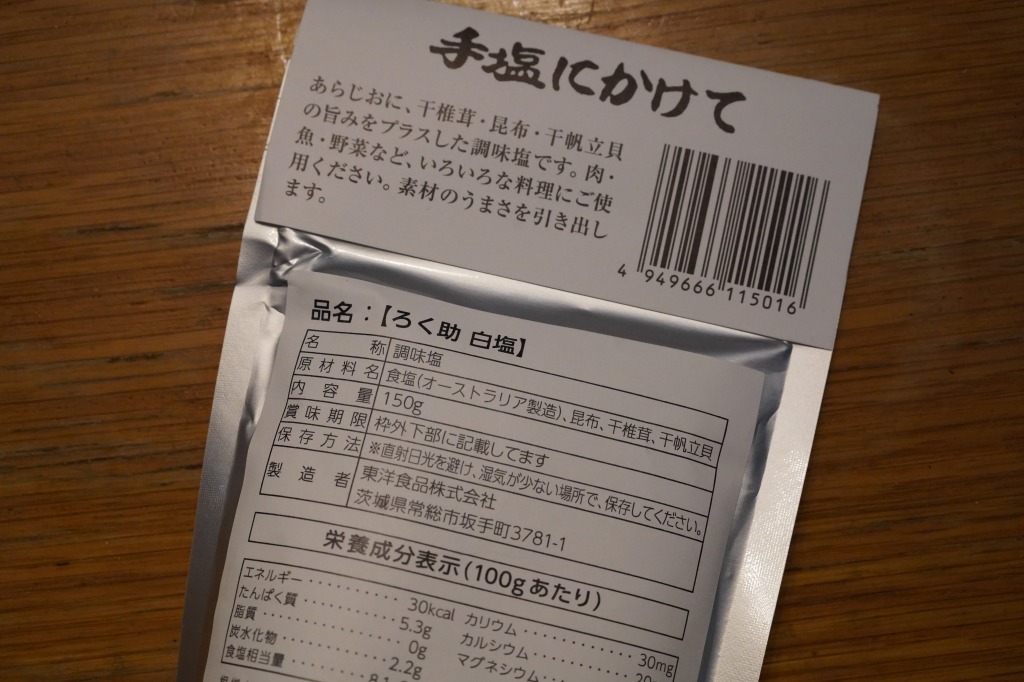 手塩にかけて
あらじおに、干椎茸・昆布・干帆立貝
の旨みをプラスした調味塩です。肉・
魚・野菜など、いろいろな料理にご使
用ください。素材のうまさを引き出し
ます。
4 949666 115016
品名：【ろく助 白塩】
名称 調味塩
原材料名 食塩(オーストラリア製造)、昆布、干椎茸、干帆立貝
内容量 150g
賞味期限 枠外下部に記載してます
保存方法 ※直射日光を避け、湿気が少ない場所で、保存してください。
製造者 東洋食品株式会社
茨城県常総市坂手町3781-1
栄養成分表示(100gあたり)
エネルギー 30kcal
たんぱく質 5.3g
脂質 0g
炭水化物 2.2g
食塩相当量
カリウム 30mg
カルシウム
マグネシウム